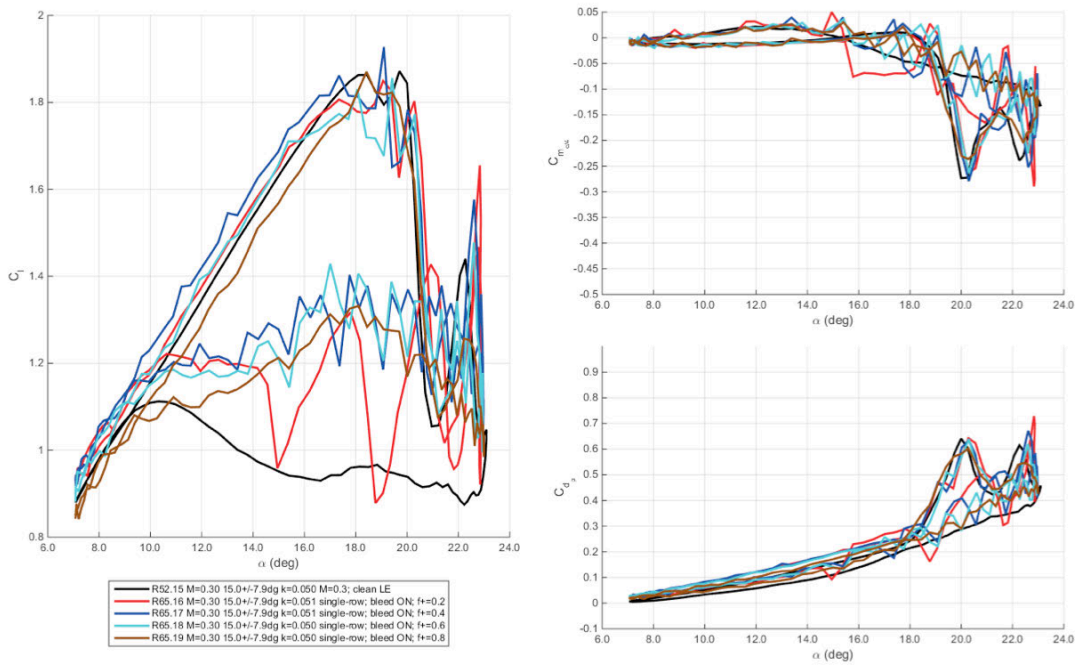 2
1.8
1.6
1.4
1.2
1
0.8
C_l
6.0 8.0 10.0 12.0 14.0 16.0 18.0 20.0 22.0 24.0
α (deg)
R52.15 M=0.30 15.0+/-7.9dg k=0.050 M=0.3; clean LE
R65.16 M=0.30 15.0+/-7.9dg k=0.051 single-row; bleed ON; f+=0.2
R65.17 M=0.30 15.0+/-7.9dg k=0.051 single-row; bleed ON; f+=0.4
R65.18 M=0.30 15.0+/-7.9dg k=0.050 single-row; bleed ON; f+=0.6
R65.19 M=0.30 15.0+/-7.9dg k=0.050 single-row; bleed ON; f+=0.8
0.05
0
-0.05
-0.1
-0.15
-0.2
-0.25
-0.3
-0.35
-0.4
-0.45
-0.5
6.0 8.0 10.0 12.0 14.0 16.0 18.0 20.0 22.0 24.0
α (deg)
0.9
0.8
0.7
0.6
0.5
0.4
0.3
0.2
0.1
0
-0.1
6.0 8.0 10.0 12.0 14.0 16.0 18.0 20.0 22.0 24.0
α (deg)